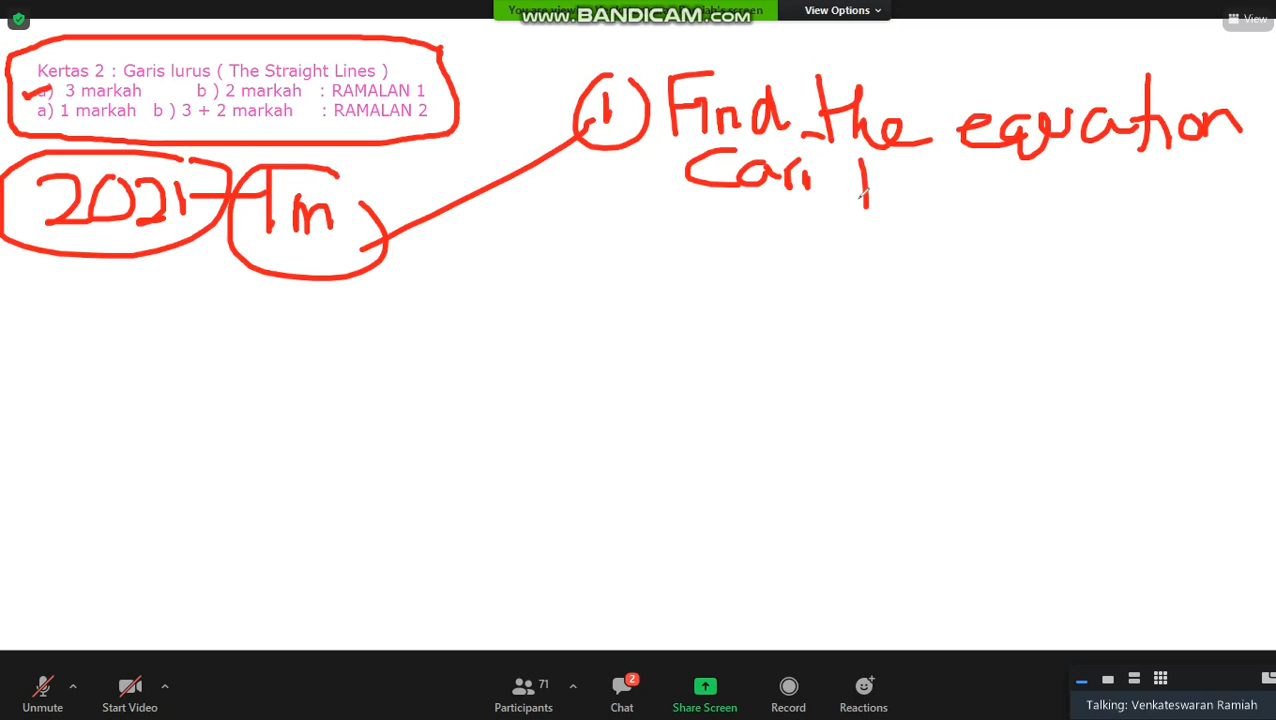 View Options
www.BANDICAM.com
View
Kertas 2 : Garis lurus ( The Straight Lines )
a) 3 markah b ) 2 markah : RAMALAN 1
a) 1 markah b ) 3 + 2 markah : RAMALAN 2
2021 1m
1 Find the equation
Cari
Unmute
Start Video
Participants 71
Chat 2
Share Screen
Record
Reactions
Talking: Venkateswaran Ramiah